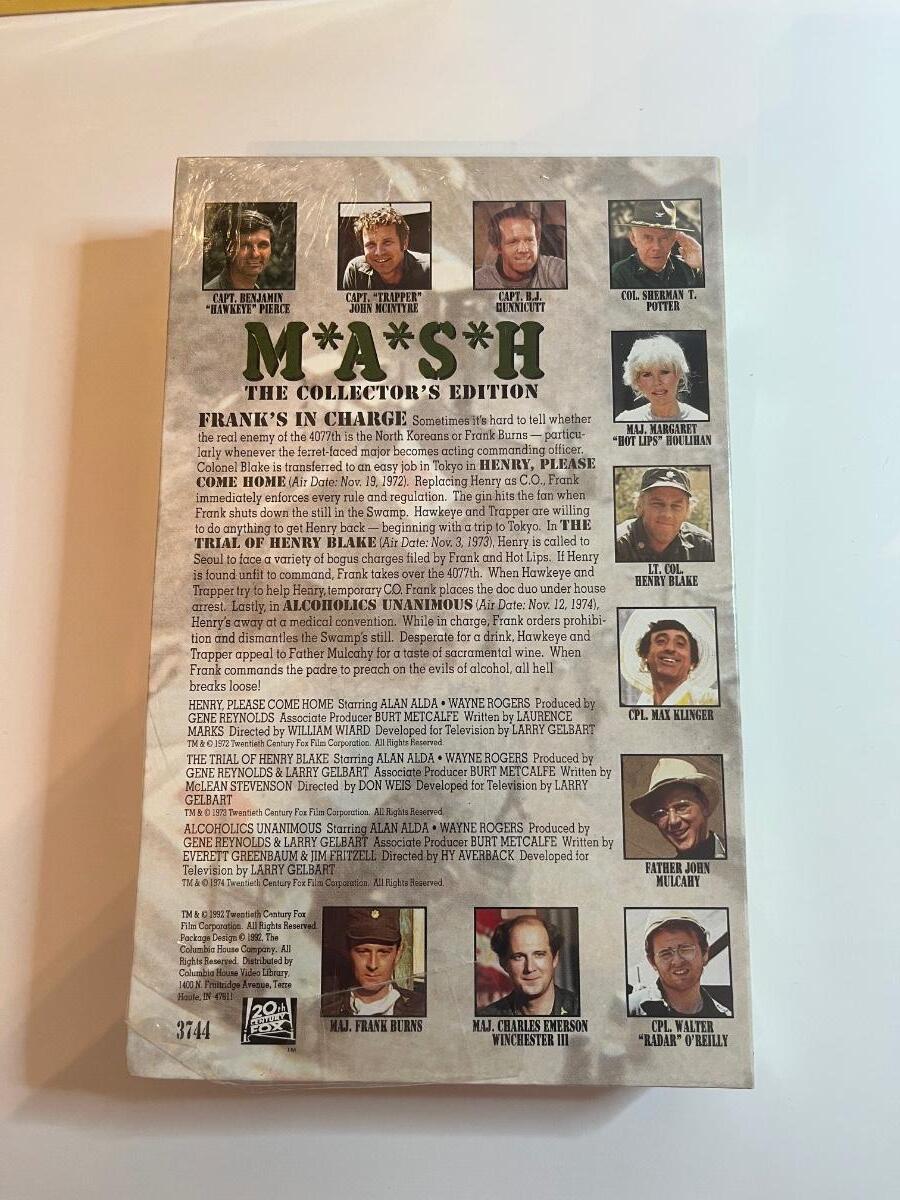 CAPT. BENJAMIN
"HAWKEYE" PIERCE
CAPT. "TRAPPER"
JOHN MCINTYRE
CAPT. B.J.
HUNNICUTT
COL. SHERMAN T.
POTTER
M*A*S*H
THE COLLECTOR'S EDITION
FRANK'S IN CHARGE Sometimes it's hard to tell whether
the real enemy of the 4077th is the North Koreans or Frank Burns — particu-
larly whenever the ferret-faced major becomes acting commanding officer.
Colonel Blake is transferred to an easy job in Tokyo in HENRY, PLEASE
COME HOME (Air Date: Nov. 19, 1972). Replacing Henry as C.O., Frank
immediately enforces every rule and regulation. The gin hits the fan when
Frank shuts down the still in the Swamp. Hawkeye and Trapper are willing
to do anything to get Henry back — beginning with a trip to Tokyo. In THE
TRIAL OF HENRY BLAKE (Air Date: Nov. 3, 1973), Henry is called to
Seoul to face a variety of bogus charges filed by Frank and Hot Lips. If Henry
is found unfit to command, Frank takes over the 4077th. When Hawkeye and
Trapper try to help Henry, temporary C.O. Frank places the doc duo under house
arrest. Lastly, in ALCOHOLICS UNANIMOUS (Air Date: Nov. 12, 1974),
Henry's away at a medical convention. While in charge, Frank orders prohibi-
tion and dismantles the Swamp's still. Desperate for a drink, Hawkeye and
Trapper appeal to Father Mulcahy for a taste of sacramental wine. When
Frank commands the padre to preach on the evils of alcohol, all hell
breaks loose!
MAJ. MARGARET
"HOT LIPS" HOULIHAN
LT. COL.
HENRY BLAKE
CPL. MAX KLINGER
HENRY, PLEASE COME HOME Starring ALAN ALDA • WAYNE ROGERS Produced by
GENE REYNOLDS Associate Producer BURT METCALFE Written by LAURENCE
MARKS Directed by WILLIAM WIARD Developed for Television by LARRY GELBART
TM & © 1972 Twentieth Century Fox Film Corporation. All Rights Reserved.
THE TRIAL OF HENRY BLAKE Starring ALAN ALDA • WAYNE ROGERS Produced by
GENE REYNOLDS & LARRY GELBART Associate Producer BURT METCALFE Written by
McLEAN STEVENSON Directed by DON WEIS Developed for Television by LARRY
GELBART
TM & © 1973 Twentieth Century Fox Film Corporation. All Rights Reserved.
ALCOHOLICS UNANIMOUS Starring ALAN ALDA • WAYNE ROGERS Produced by
GENE REYNOLDS & LARRY GELBART Associate Producer BURT METCALFE Written by
EVERETT GREENBAUM & JIM FRITZELL Directed by HY AVERBACK Developed for
Television by LARRY GELBART
TM & © 1974 Twentieth Century Fox Film Corporation. All Rights Reserved.
FATHER JOHN
MULCAHY
TM & © 1992 Twentieth Century Fox
Film Corporation. All Rights Reserved.
Package Design © 1992, The
Columbia House Company. All
Rights Reserved. Distributed by
Columbia House Video Library,
1400 N. Fruitridge Avenue, Terre
Haute, IN 47811
3744
20th
CENTURY
FOX
TM
MAJ. FRANK BURNS
MAJ. CHARLES EMERSON
WINCHESTER III
CPL. WALTER
"RADAR" O'REILLY